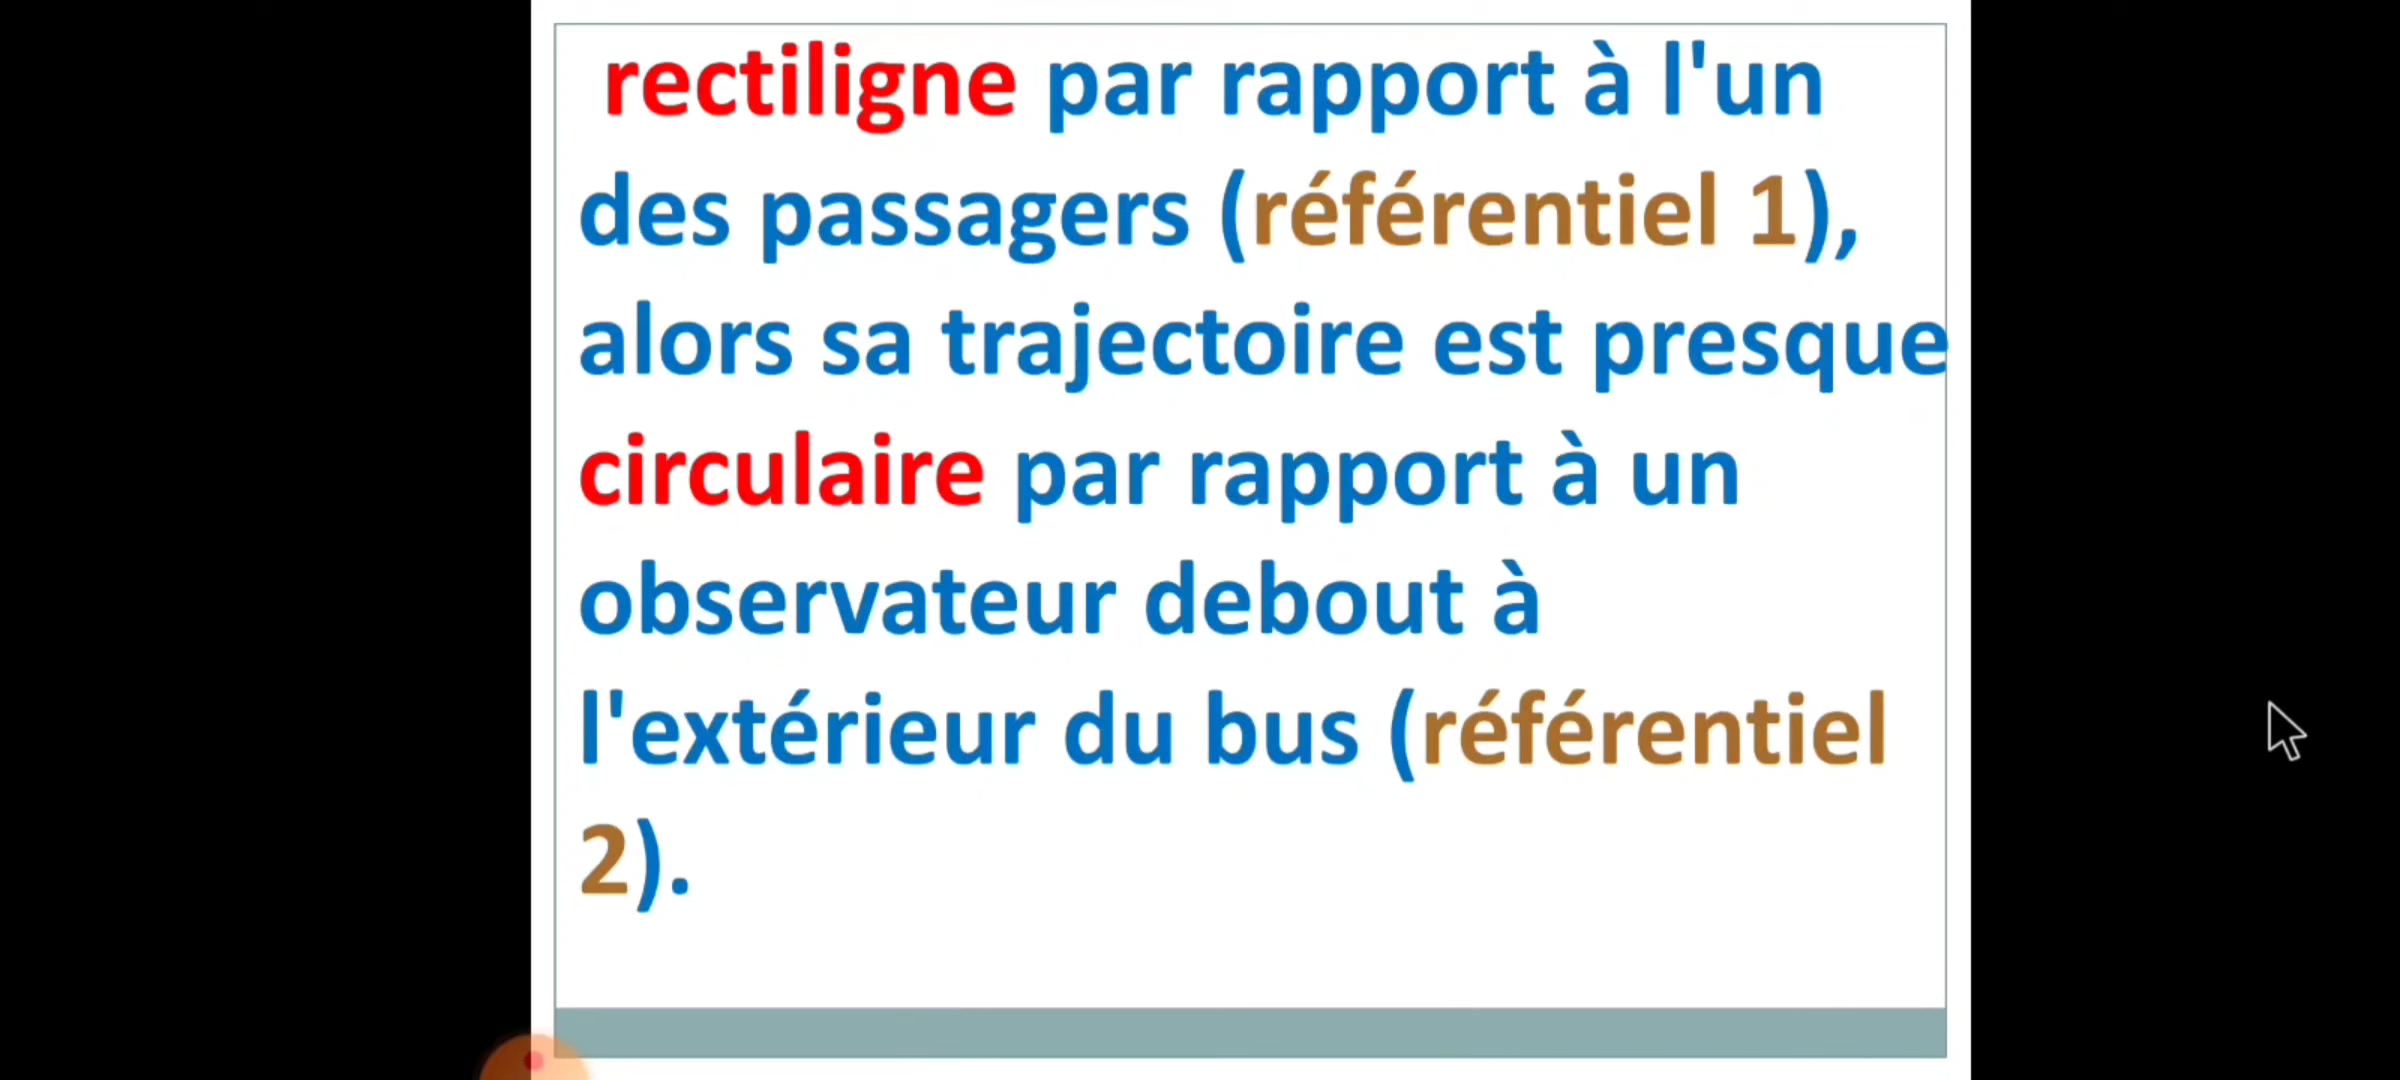 rectiligne par rapport à l'un
des passagers (référentiel 1),
alors sa trajectoire est presque
circulaire par rapport à un
observateur debout à
l'extérieur du bus (référentiel
2).